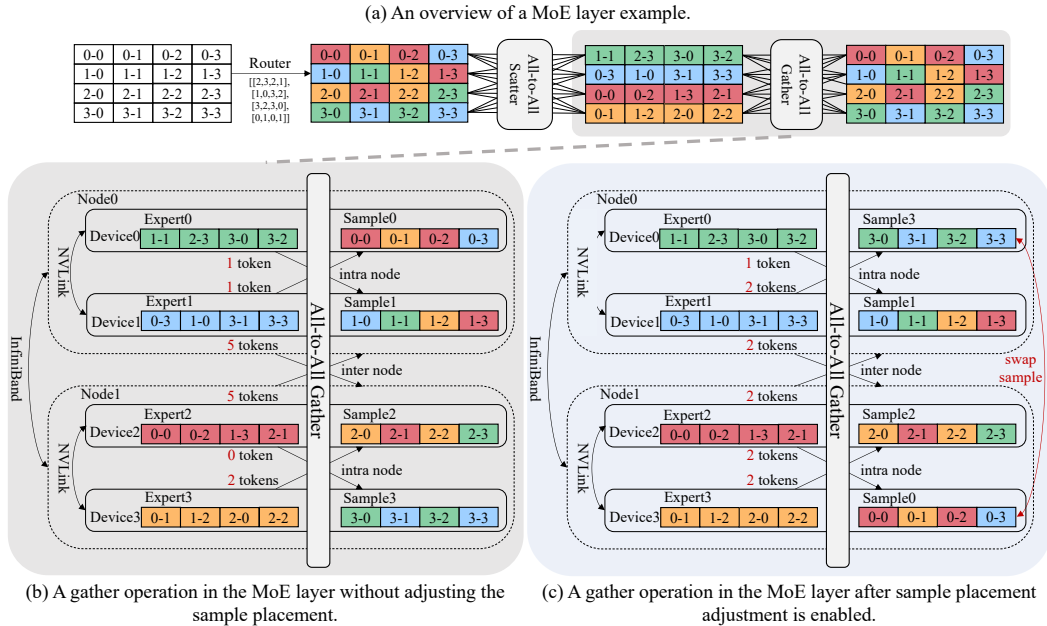 (a) An overview of a MoE layer example.
0-0 0-1 0-2 0-3
1-0 1-1 1-2 1-3
2-0 2-1 2-2 2-3
3-0 3-1 3-2 3-3
Router
[[2,3,2,1],
[1,0,3,2],
[3,2,3,0],
[0,1,0,1]]
0-0 0-1 0-2 0-3
1-0 1-1 1-2 1-3
2-0 2-1 2-2 2-3
3-0 3-1 3-2 3-3
All-to-All
Scatter
1-1 2-3 3-0 3-2
0-3 1-0 3-1 3-3
0-0 0-2 1-3 2-1
0-1 1-2 2-0 2-2
All-to-All
Gather
0-0 0-1 0-2 0-3
1-0 1-1 1-2 1-3
2-0 2-1 2-2 2-3
3-0 3-1 3-2 3-3
InfiniBand
Node0
NVLink
Expert0
Device0
1-1 2-3 3-0 3-2
Sample0
0-0 0-1 0-2 0-3
1 token
1 token
intra node
Expert1
Device1
0-3 1-0 3-1 3-3
Sample1
1-0 1-1 1-2 1-3
5 tokens
inter node
5 tokens
All-to-All Gather
Node1
NVLink
Expert2
Device2
0-0 0-2 1-3 2-1
Sample2
2-0 2-1 2-2 2-3
0 token
2 tokens
intra node
Expert3
Device3
0-1 1-2 2-0 2-2
Sample3
3-0 3-1 3-2 3-3
(b) A gather operation in the MoE layer without adjusting the
sample placement.
InfiniBand
Node0
NVLink
Expert0
Device0
1-1 2-3 3-0 3-2
Sample3
3-0 3-1 3-2 3-3
1 token
2 tokens
intra node
Expert1
Device1
0-3 1-0 3-1 3-3
Sample1
1-0 1-1 1-2 1-3
2 tokens
inter node
2 tokens
All-to-All Gather
swap
sample
Node1
NVLink
Expert2
Device2
0-0 0-2 1-3 2-1
Sample2
2-0 2-1 2-2 2-3
2 tokens
2 tokens
intra node
Expert3
Device3
0-1 1-2 2-0 2-2
Sample0
0-0 0-1 0-2 0-3
(c) A gather operation in the MoE layer after sample placement
adjustment is enabled.